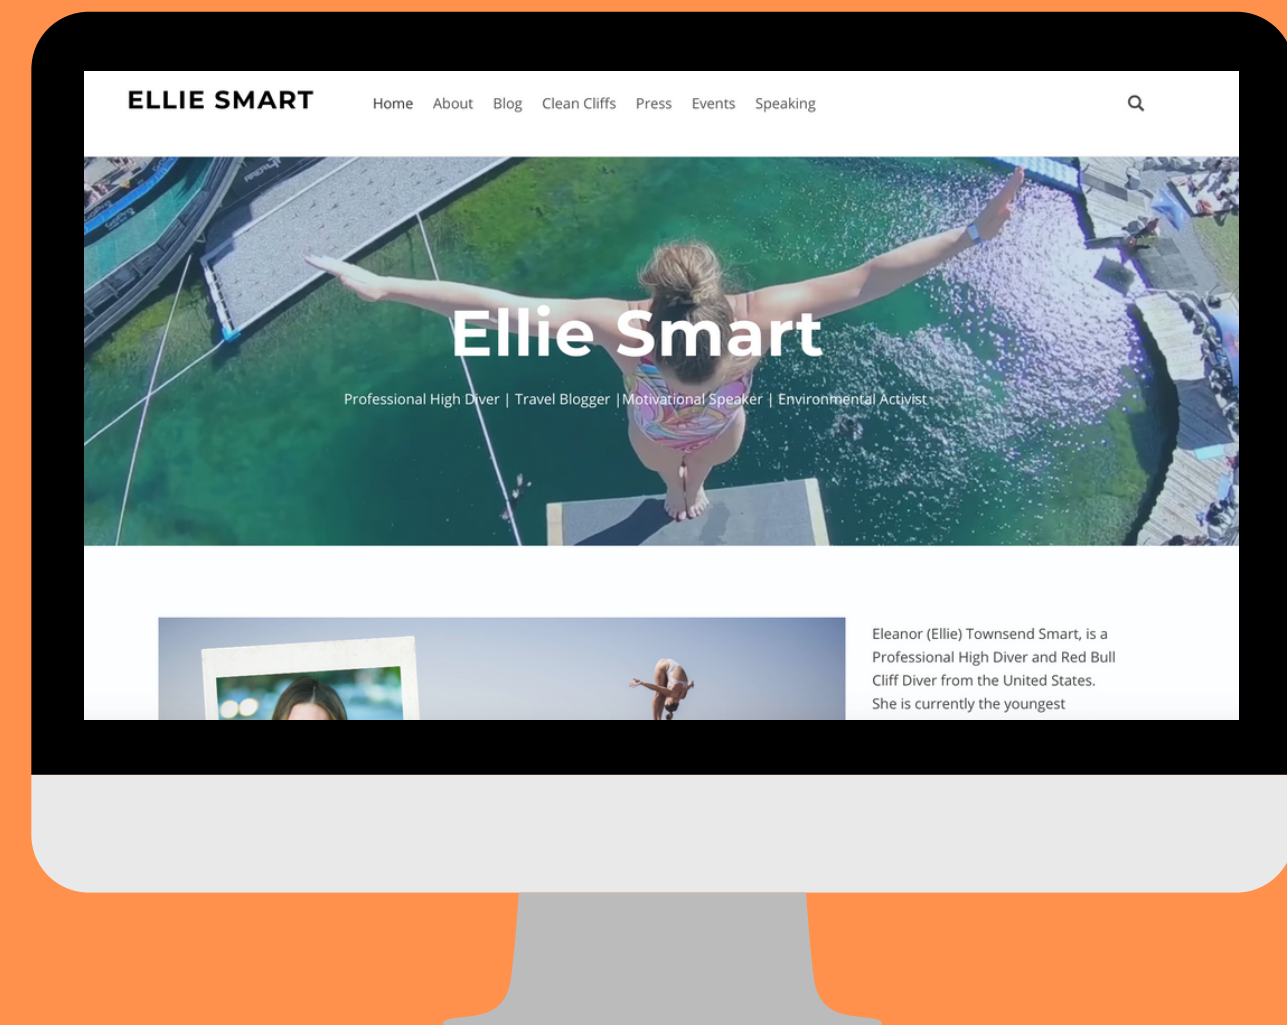 ELLIE SMART
Home About Blog Clean Cliffs Press Events Speaking
Ellie Smart
Professional High Diver | Travel Blogger |Motivational Speaker | Environmental Activist
Eleanor (Ellie) Townsend Smart, is a
Professional High Diver and Red Bull
Cliff Diver from the United States.
She is currently the youngest